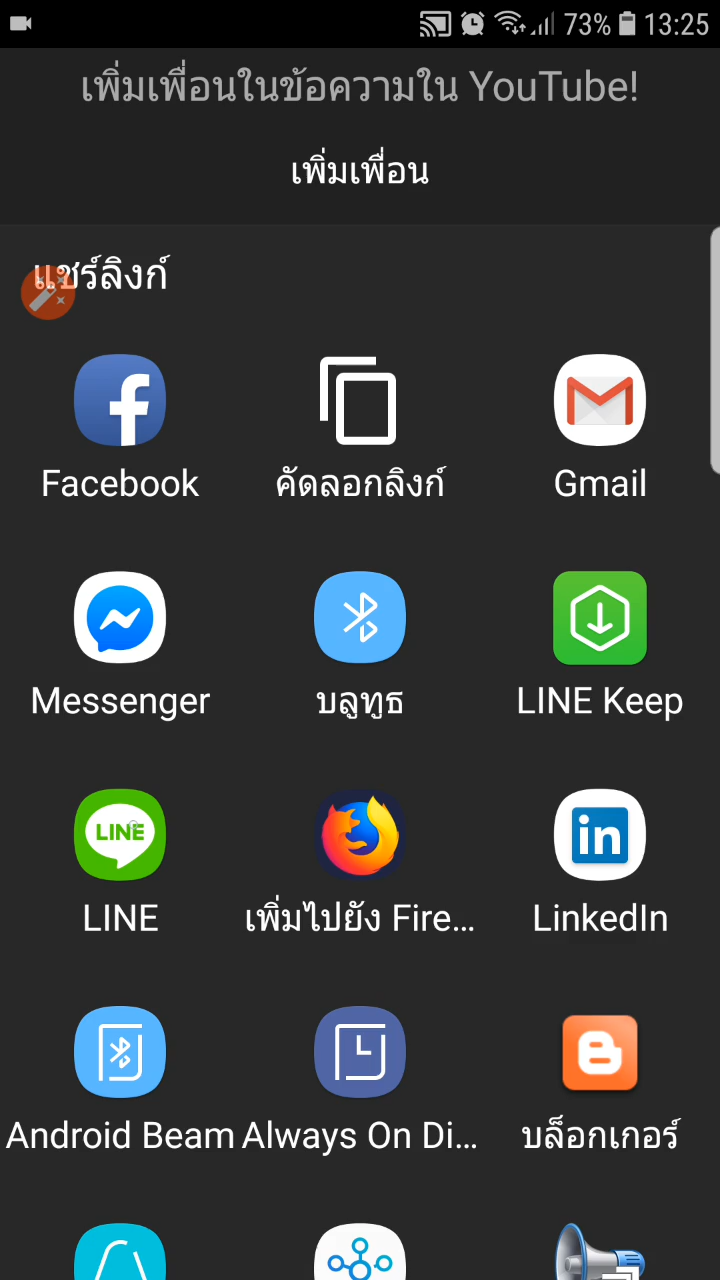 73% 13:25
เพิ่มเพื่อนในข้อความใน YouTube!
เพิ่มเพื่อน
แชร์ลิงก์
Facebook
คัดลอกลิงก์
Gmail
Messenger
บลูทูธ
LINE Keep
LINE
LINE
เพิ่มไปยัง Fire...
in
LinkedIn
Android Beam
Always On Di...
บล็อกเกอร์